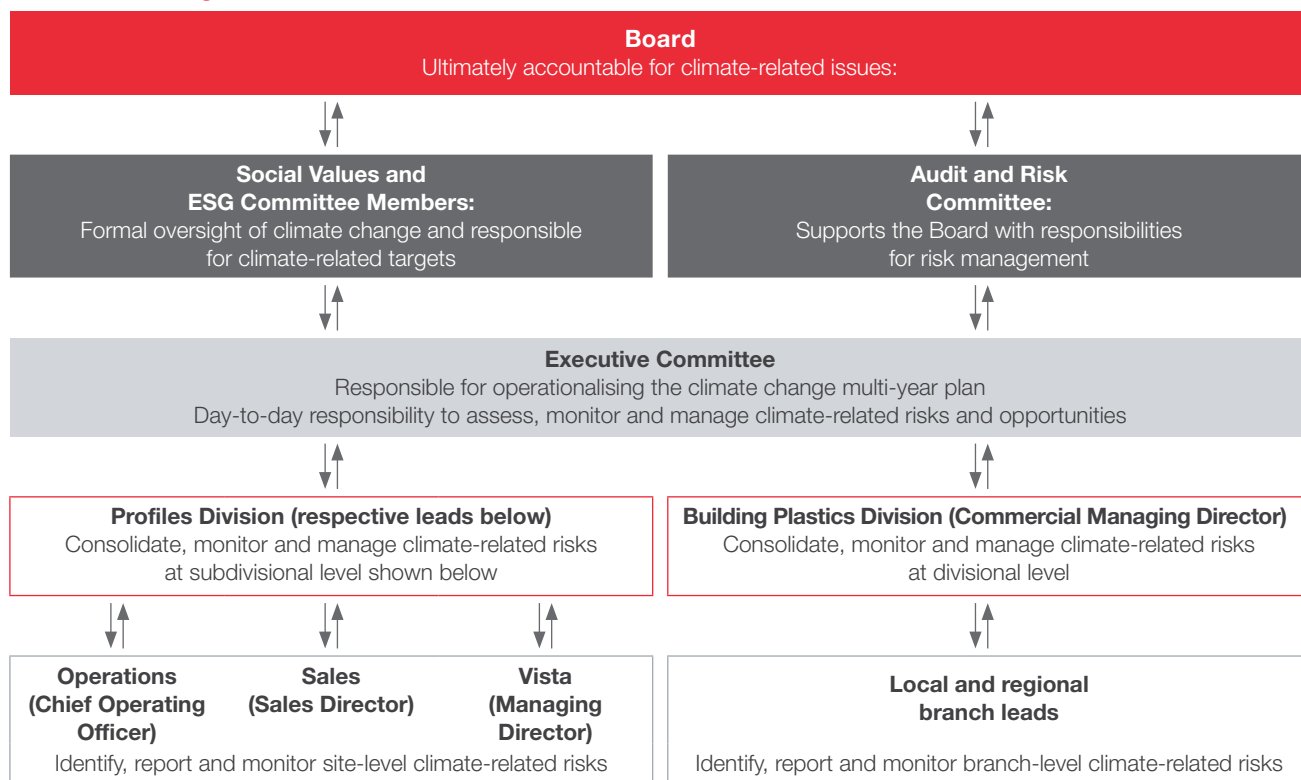 Board
Ultimately accountable for climate-related issues:
Social Values and
ESG Committee Members:
Formal oversight of climate change and responsible
for climate-related targets
Audit and Risk
Committee:
Supports the Board with responsibilities
for risk management
Executive Committee
Responsible for operationalising the climate change multi-year plan
Day-to-day responsibility to assess, monitor and manage climate-related risks and opportunities
Profiles Division (respective leads below)
Consolidate, monitor and manage climate-related risks
at subdivisional level shown below
Building Plastics Division (Commercial Managing Director)
Consolidate, monitor and manage climate-related risks
at divisional level
Operations
(Chief Operating
Officer)
Sales
(Sales Director)
Vista
(Managing
Director)
Identify, report and monitor site-level climate-related risks
Local and regional
branch leads
Identify, report and monitor branch-level climate-related risks